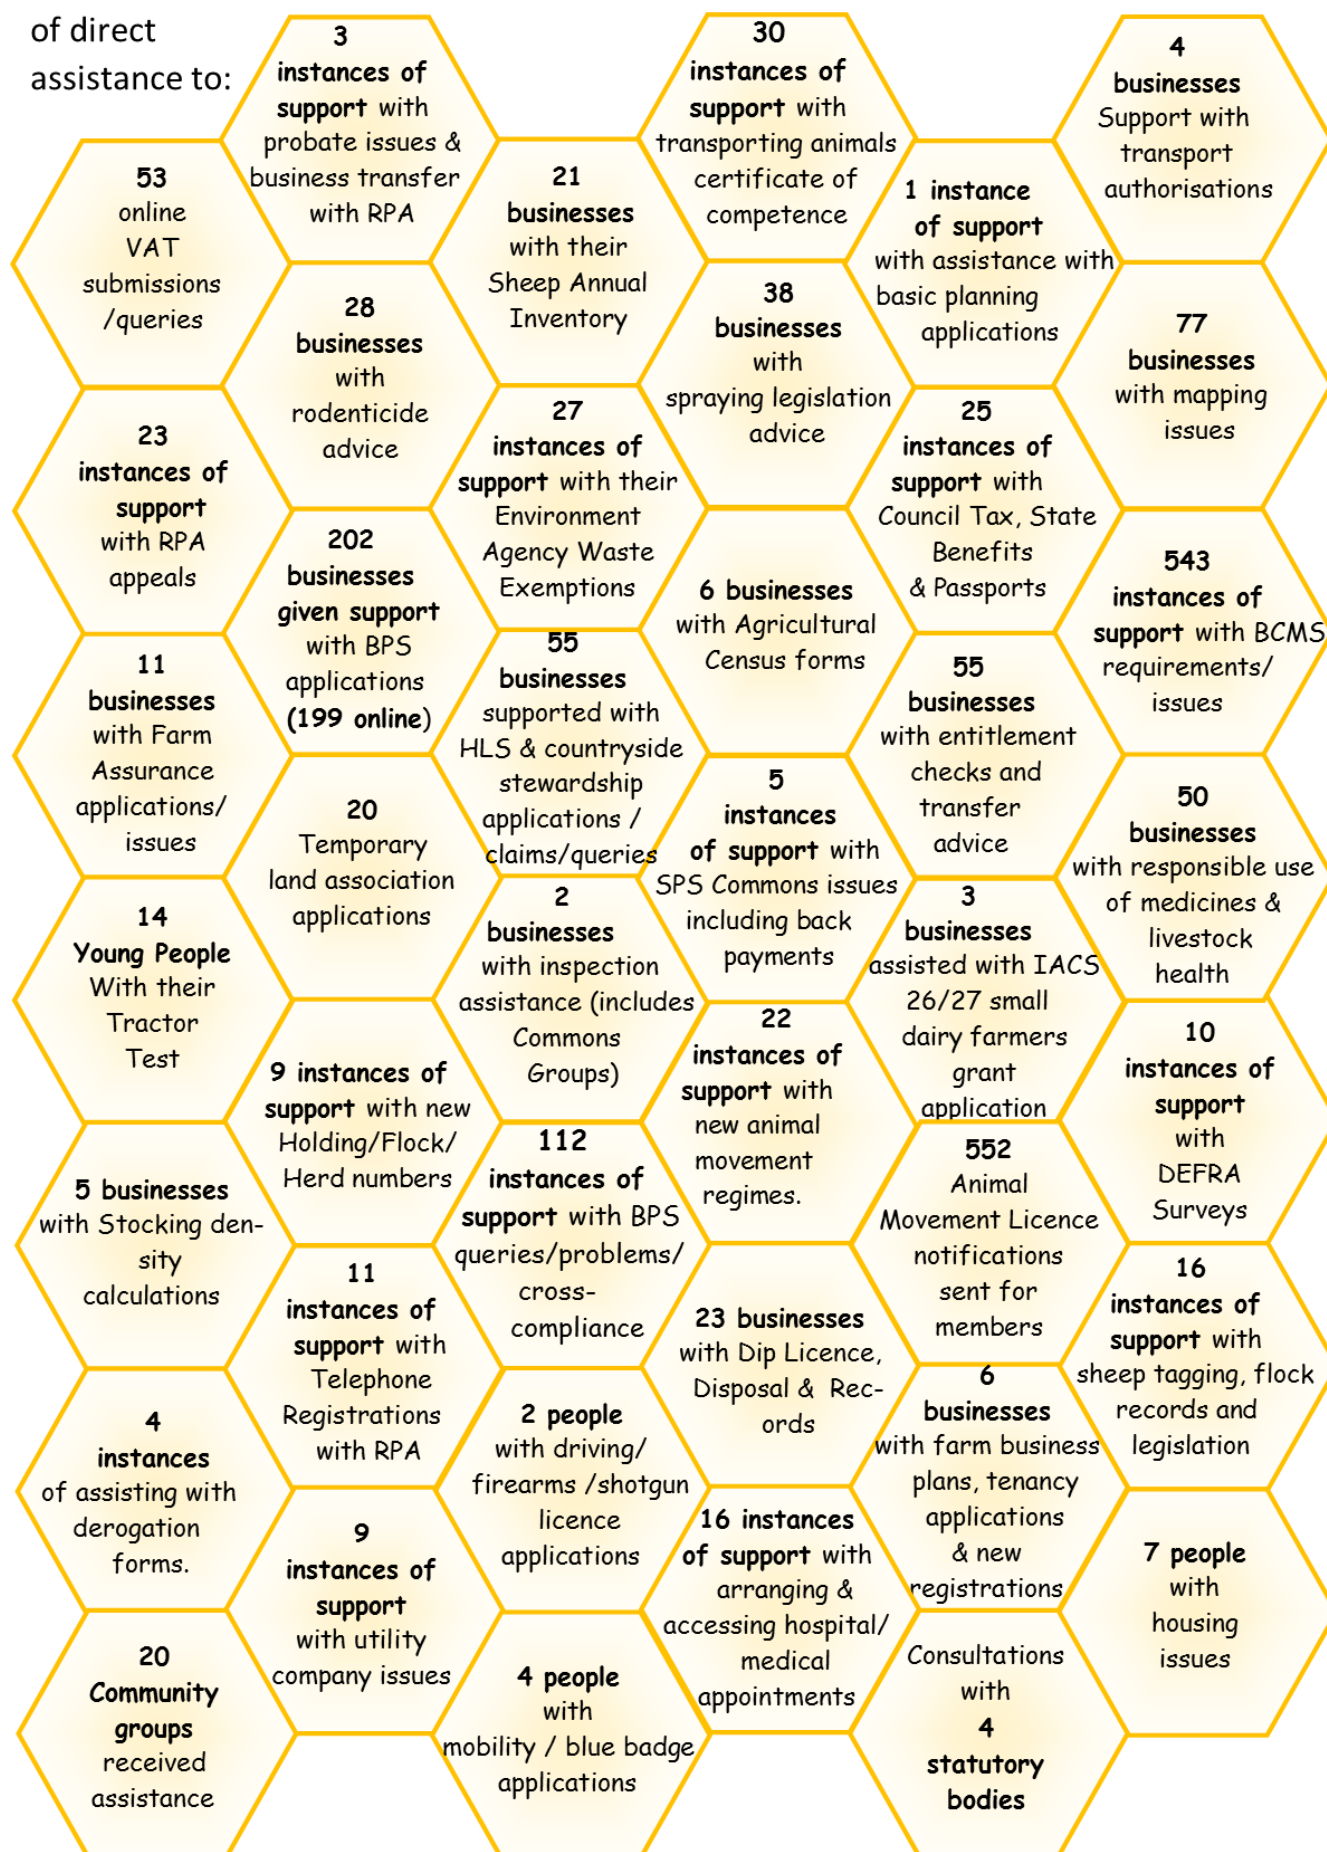 of direct
assistance to:
3
instances of
support with
probate issues &
business transfer
with RPA
30
instances of
support with
transporting animals
certificate of
competence
4
businesses
Support with
transport
authorisations
53
online
VAT
submissions
/queries
21
businesses
with their
Sheep Annual
Inventory
1 instance
of support
with assistance with
basic planning
applications
28
businesses
with
rodenticide
advice
38
businesses
with
spraying legislation
advice
77
businesses
with mapping
issues
23
instances of
support
with RPA
appeals
27
instances of
support with their
Environment
Agency Waste
Exemptions
25
instances of
support with
Council Tax, State
Benefits
& Passports
202
businesses
given support
with BPS
applications
(199 online)
6 businesses
with Agricultural
Census forms
543
instances of
support with BCMS
requirements/
issues
11
businesses
with Farm
Assurance
applications/
issues
55
businesses
supported with
HLS & countryside
stewardship
applications /
claims/queries
55
businesses
with entitlement
checks and
transfer
advice
20
Temporary
land association
applications
5
instances
of support with
SPS Commons issues
including back
payments
50
businesses
with responsible use
of medicines &
livestock
health
14
Young People
With their
Tractor
Test
2
businesses
with inspection
assistance (includes
Commons
Groups)
3
businesses
assisted with IACS
26/27 small
dairy farmers
grant
application
9 instances of
support with new
Holding/Flock/
Herd numbers
22
instances of
support with
new animal
movement
regimes.
10
instances of
support
with
DEFRA
Surveys
5 businesses
with Stocking den-
sity
calculations
112
instances of
support with BPS
queries/problems/
cross-
compliance
552
Animal
Movement Licence
notifications
sent for
members
11
instances of
support with
Telephone
Registrations
with RPA
23 businesses
with Dip Licence,
Disposal & Rec-
ords
16
instances of
support with
sheep tagging, flock
records and
legislation
4
instances
of assisting with
derogation
forms.
2 people
with driving/
firearms /shotgun
licence
applications
6
businesses
with farm business
plans, tenancy
applications
& new
registrations
9
instances of
support
with utility
company issues
16 instances
of support with
arranging &
accessing hospital/
medical
appointments
7 people
with
housing
issues
20
Community
groups
received
assistance
4 people
with
mobility / blue badge
applications
Consultations
with
4
statutory
bodies